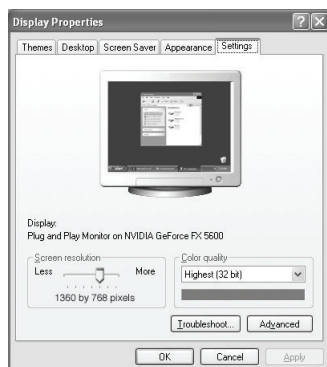 Display Properties
Themes Desktop Screen Saver Appearance Settings
Display:
Plug and Play Monitor on NVIDIA GeForce FX 5600
Screen resolution
Less More
1360 by 768 pixels
Color quality
Highest (32 bit)
Troubleshoot... Advanced
OK Cancel Apply